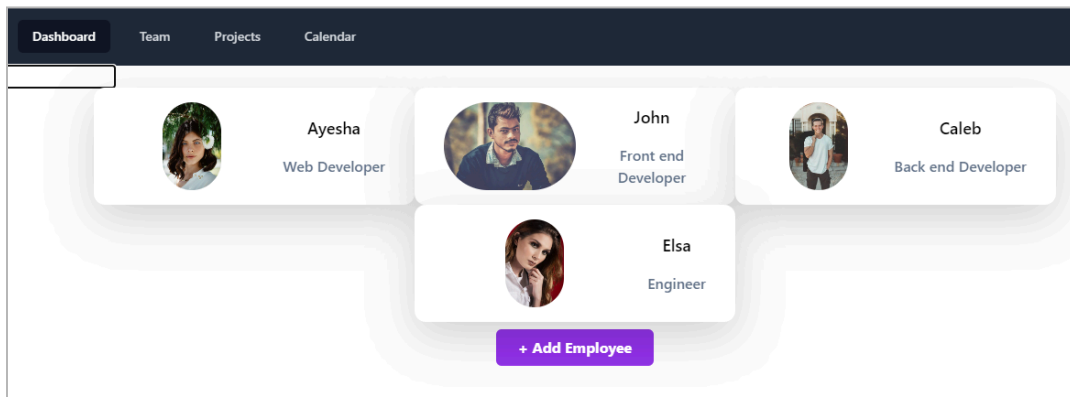 Dashboard Team Projects Calendar
Ayesha
Web Developer
John
Front end
Developer
Caleb
Back end Developer
Elsa
Engineer
+ Add Employee